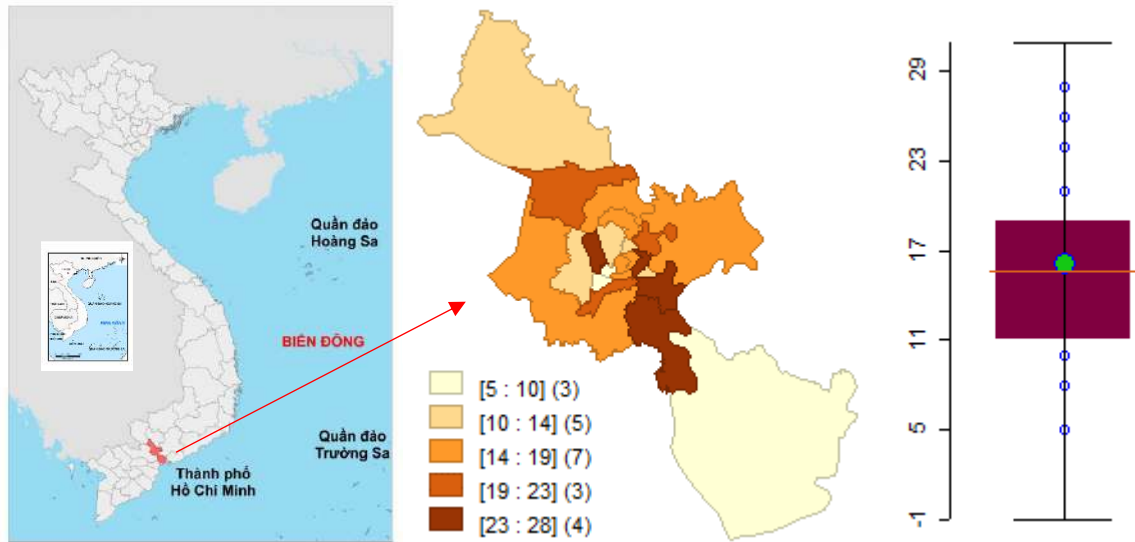 Quần đảo
Hoàng Sa
BIỂN ĐÔNG
Quần đảo
Trường Sa
Thành phố
Hồ Chí Minh
[5 : 10] (3)
[10 : 14] (5)
[14 : 19] (7)
[19 : 23] (3)
[23 : 28] (4)
29
23
17
11
5
-1